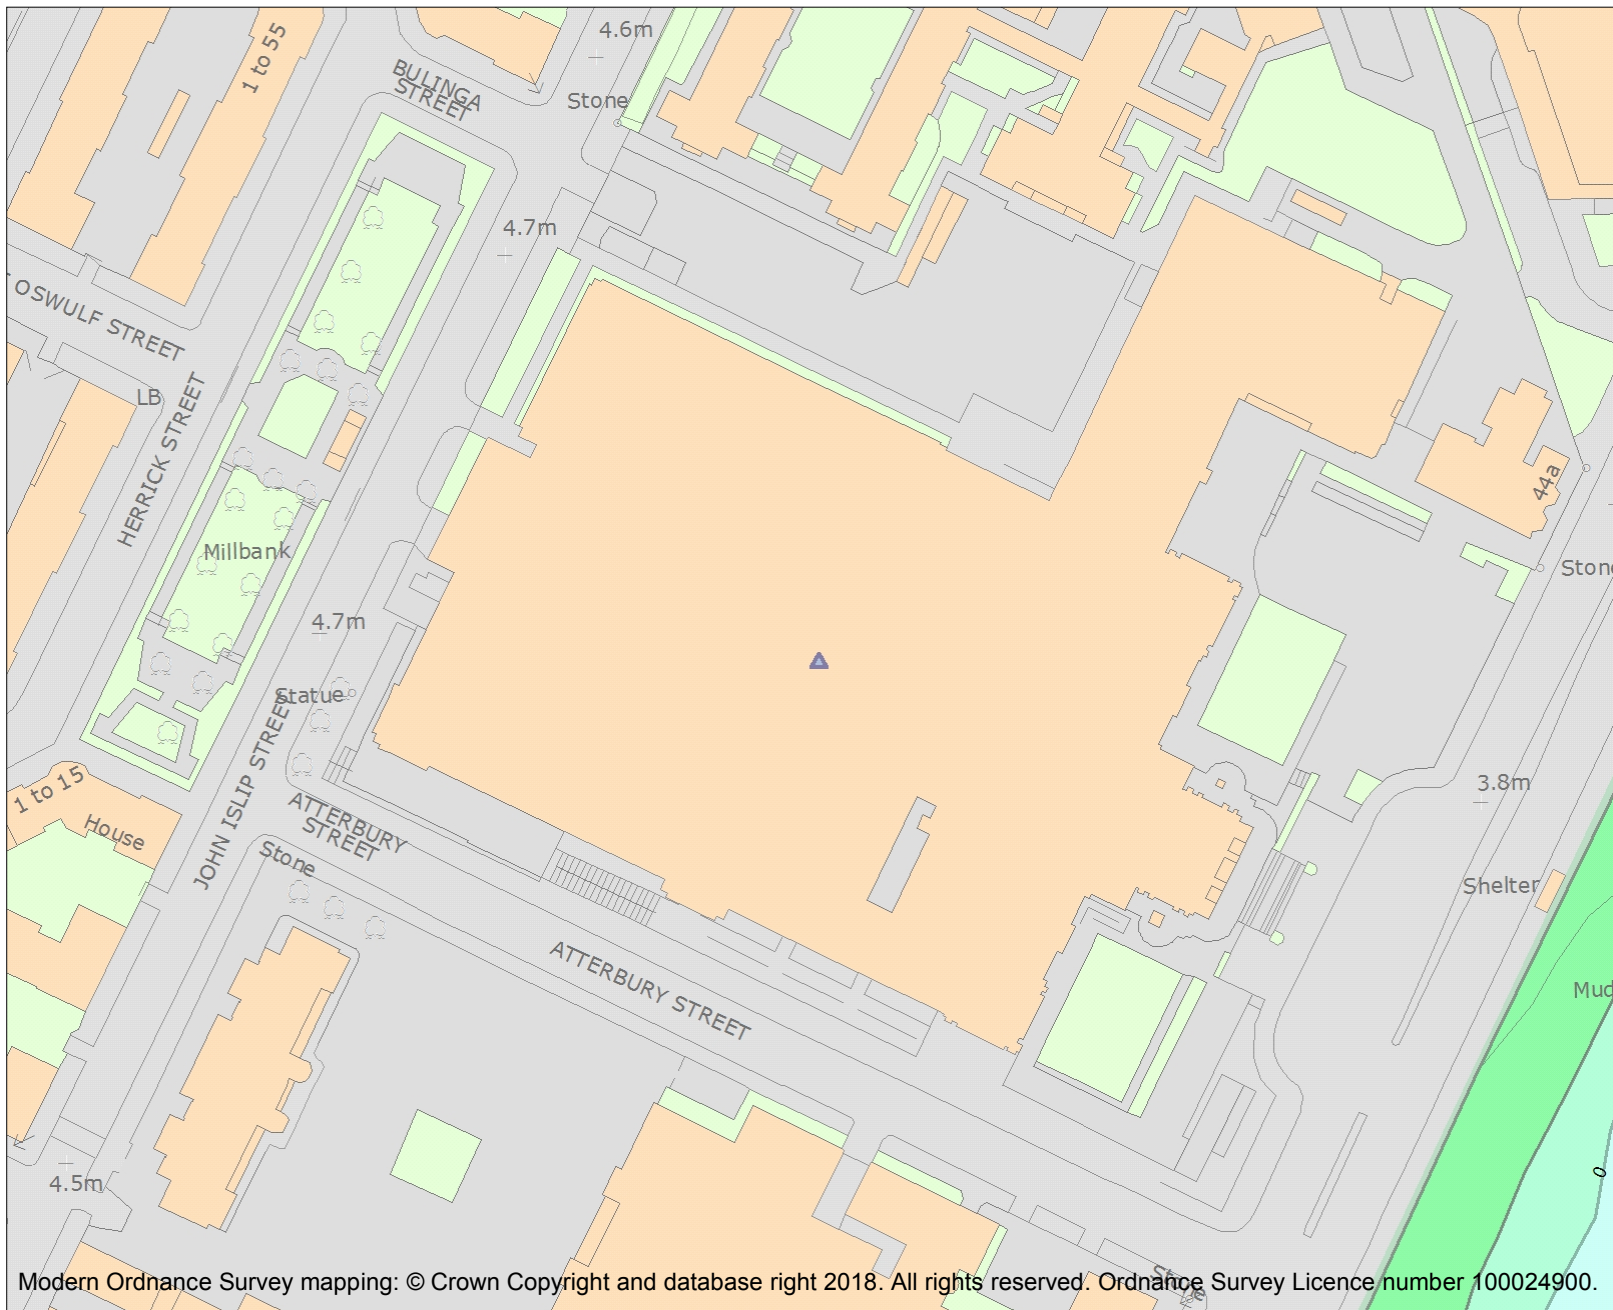 4.6m
1 to 55
BULINGA
STREET
Stone
4.7m
OSWULF STREET
LB
HERRICK STREET
44a
Millbank
Ston
4.7m
Statue
JOHN ISLIP STREET
1 to 15
3.8m
House
ATTERBURY
STREET
Stone
Shelter
ATTERBURY STREET
Mud
0
4.5m
Stone
Modern Ordnance Survey mapping: © Crown Copyright and database right 2018. All rights reserved. Ordnance Survey Licence number 100024900.